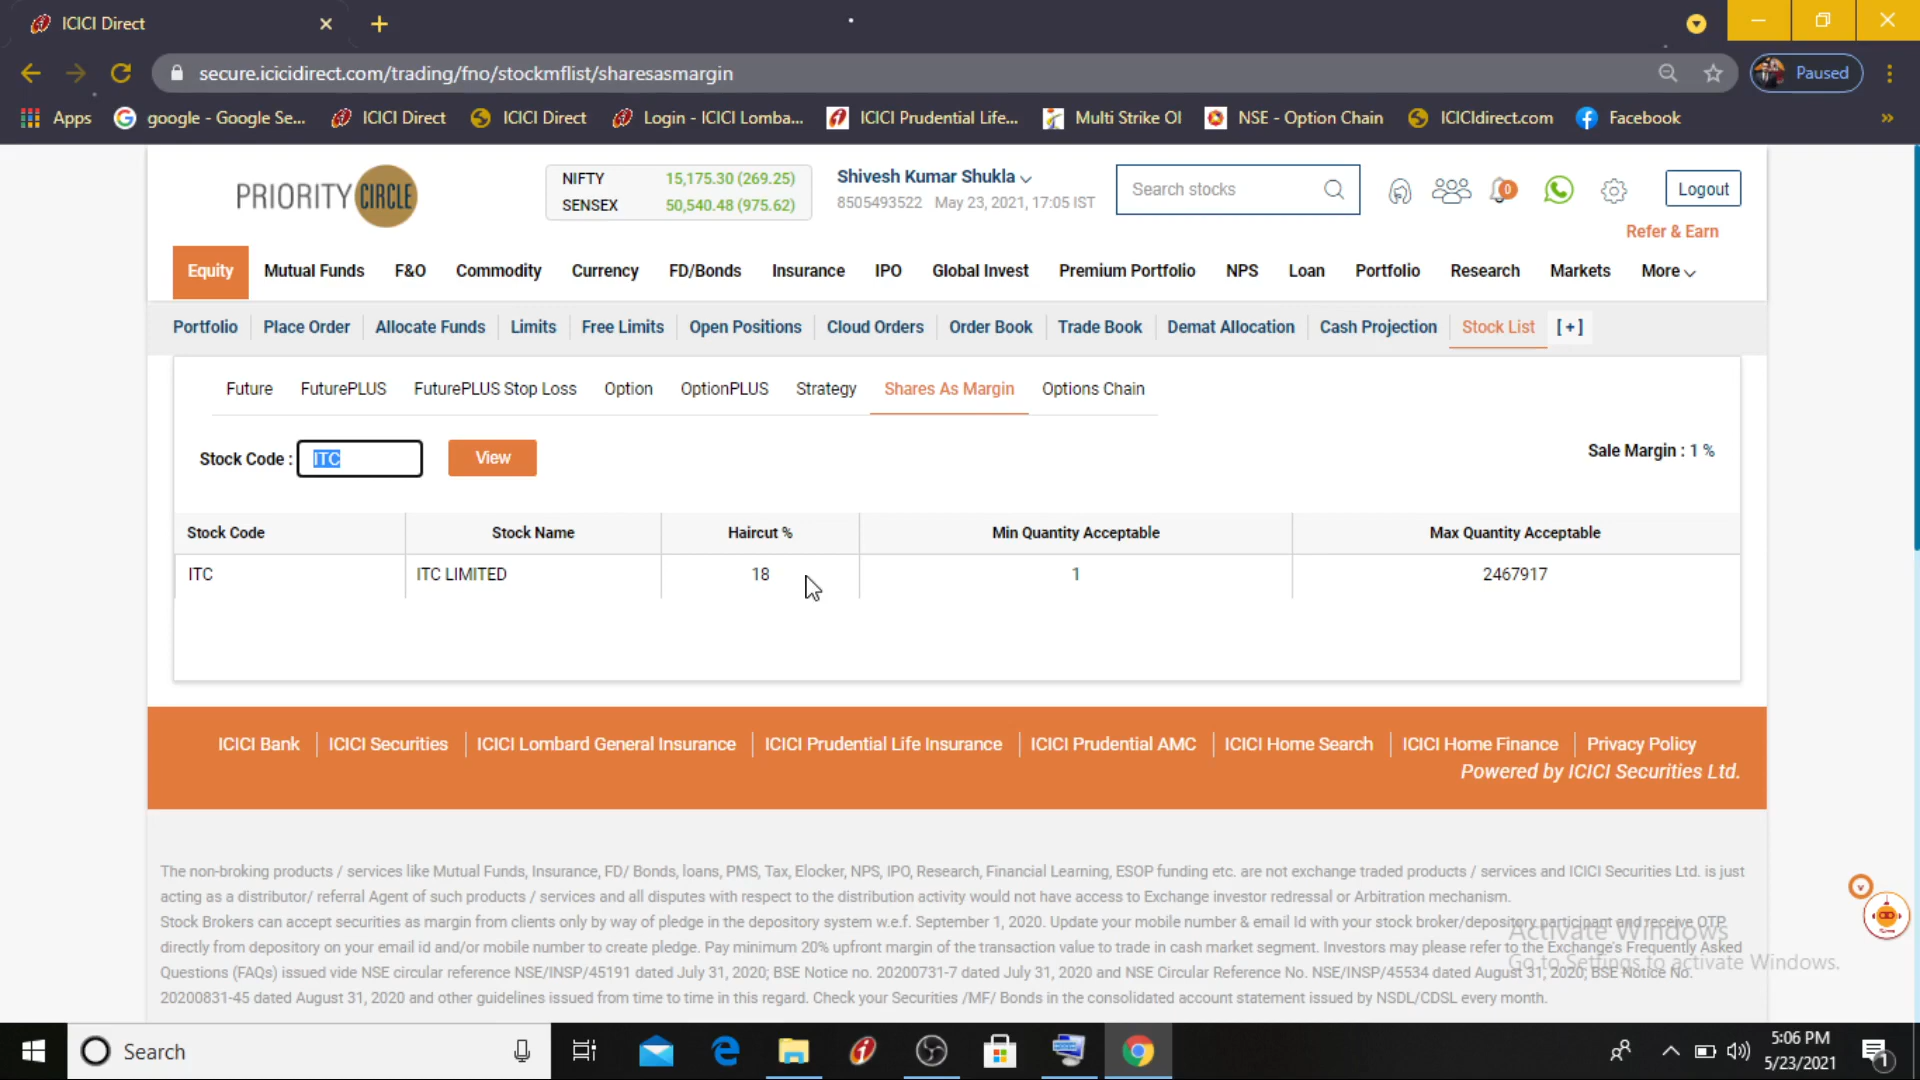 ICICI Direct
secure.icicidirect.com/trading/fno/stockmflist/sharesasmargin
Paused
Apps google - Google Se... ICICI Direct ICICI Direct Login - ICICI Lomba... ICICI Prudential Life... Multi Strike OI NSE - Option Chain ICICIdirect.com Facebook »
PRIORITY CIRCLE
NIFTY 15,175.30 (269.25)
SENSEX 50,540.48 (975.62)
Shivesh Kumar Shukla
8505493522 May 23, 2021, 17:05 IST
Search stocks
0
Logout
Refer & Earn
Equity Mutual Funds F&O Commodity Currency FD/Bonds Insurance IPO Global Invest Premium Portfolio NPS Loan Portfolio Research Markets More
Portfolio Place Order Allocate Funds Limits Free Limits Open Positions Cloud Orders Order Book Trade Book Demat Allocation Cash Projection Stock List [+]
Future FuturePLUS FuturePLUS Stop Loss Option OptionPLUS Strategy Shares As Margin Options Chain
Stock Code : ITC View Sale Margin : 1 %
Stock Code Stock Name Haircut % Min Quantity Acceptable Max Quantity Acceptable
ITC ITC LIMITED 18 1 2467917
ICICI Bank ICICI Securities ICICI Lombard General Insurance ICICI Prudential Life Insurance ICICI Prudential AMC ICICI Home Search ICICI Home Finance Privacy Policy
Powered by ICICI Securities Ltd.
The non-broking products / services like Mutual Funds, Insurance, FD/ Bonds, loans, PMS, Tax, Elocker, NPS, IPO, Research, Financial Learning, ESOP funding etc. are not exchange traded products / services and ICICI Securities Ltd. is just
acting as a distributor/ referral Agent of such products / services and all disputes with respect to the distribution activity would not have access to Exchange investor redressal or Arbitration mechanism.
Stock Brokers can accept securities as margin from clients only by way of pledge in the depository system w.e.f. September 1, 2020. Update your mobile number & email Id with your stock broker/depository participant and receive OTP
directly from depository on your email id and/or mobile number to create pledge. Pay minimum 20% upfront margin of the transaction value to trade in cash market segment. Investors may please refer to the Exchange's Frequently Asked
Questions (FAQs) issued vide NSE circular reference NSE/INSP/45191 dated July 31, 2020; BSE Notice no. 20200731-7 dated July 31, 2020 and NSE Circular Reference No. NSE/INSP/45534 dated August 31, 2020; BSE Notice No.
20200831-45 dated August 31, 2020 and other guidelines issued from time to time in this regard. Check your Securities /MF/ Bonds in the consolidated account statement issued by NSDL/CDSL every month.
Activate Windows
Go to Settings to activate Windows.
Search
5:06 PM
5/23/2021
1